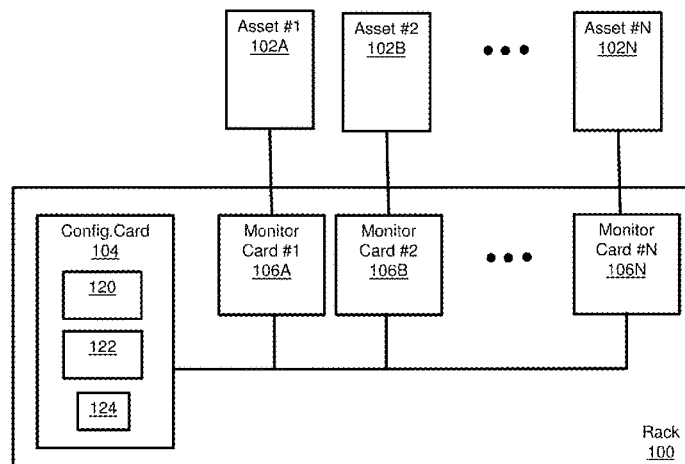 Asset #1
102A
Asset #2
102B
Asset #N
102N
Config.Card
104
120
122
124
Monitor
Card #1
106A
Monitor
Card #2
106B
Monitor
Card #N
106N
Rack
100